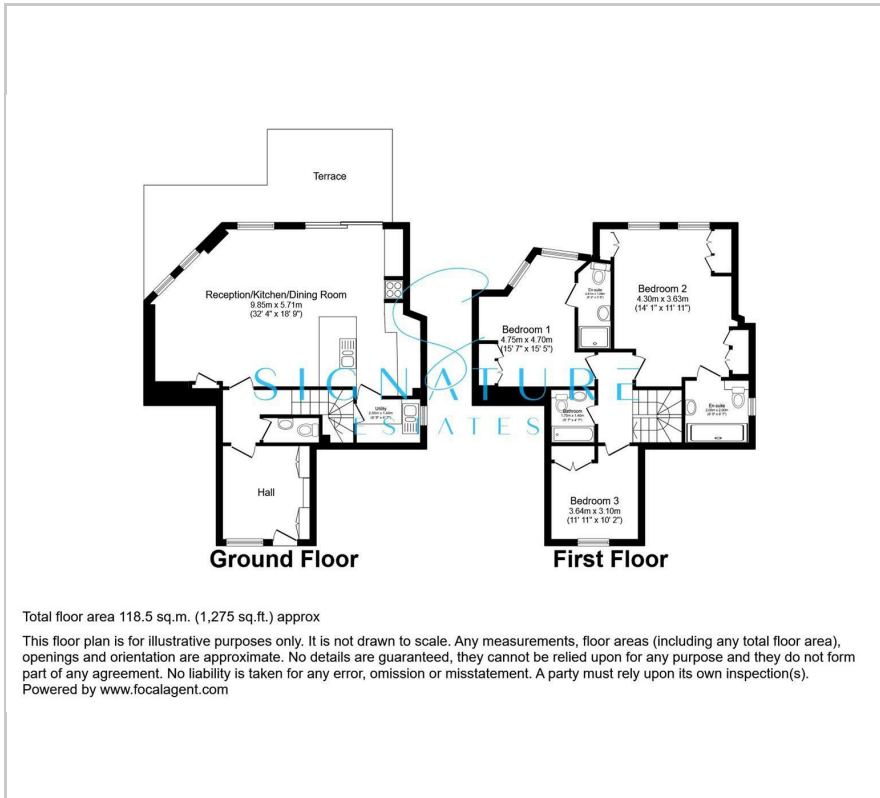 Terrace
Reception/Kitchen/Dining Room
9.85m x 5.71m
(32' 4" x 18' 9")
Utility
Hall
Ground Floor
En-suite
Bedroom 2
4.30m x 3.63m
(14' 1" x 11' 11")
Bedroom 1
4.75m x 4.70m
(15' 7" x 15' 5")
Bathroom
En-suite
Bedroom 3
3.64m x 3.10m
(11' 11" x 10' 2")
First Floor
SIGNATURE
ESTATES
Total floor area 118.5 sq.m. (1,275 sq.ft.) approx
This floor plan is for illustrative purposes only. It is not drawn to scale. Any measurements, floor areas (including any total floor area),
openings and orientation are approximate. No details are guaranteed, they cannot be relied upon for any purpose and they do not form
part of any agreement. No liability is taken for any error, omission or misstatement. A party must rely upon its own inspection(s).
Powered by www.focalagent.com